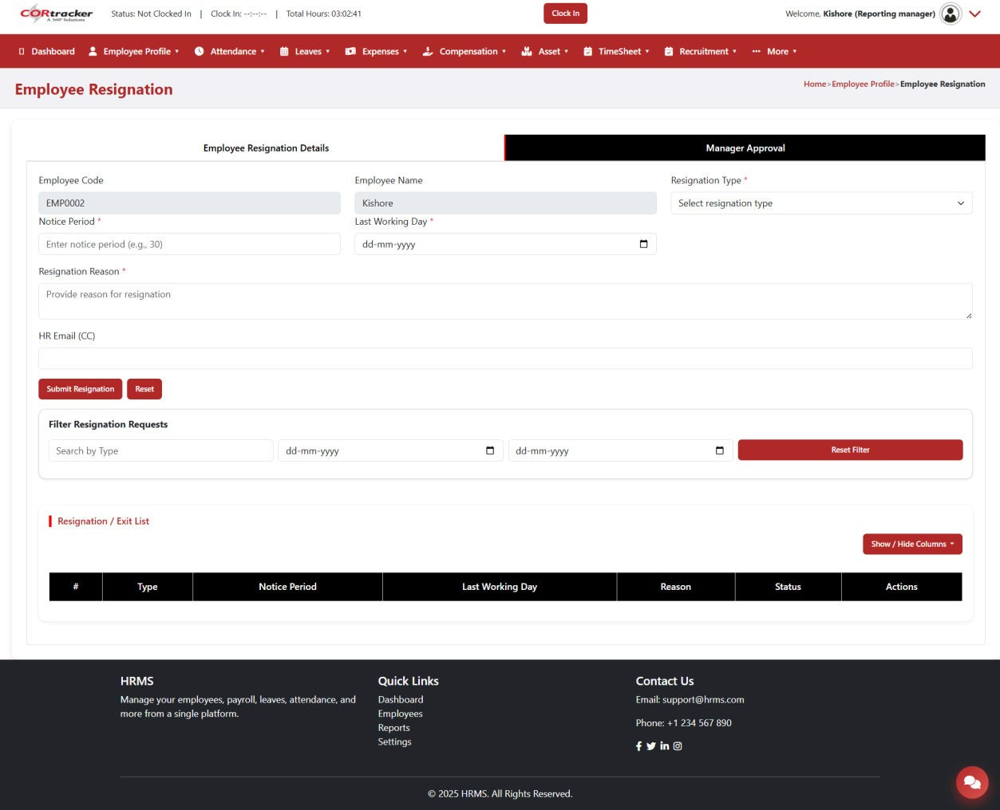 CORtracker
A 360° Solutions
Status: Not Clocked In | Clock In: --:--:-- | Total Hours: 03:02:41
Clock In
Welcome, Kishore (Reporting manager)
Dashboard Employee Profile Attendance Leaves Expenses Compensation Asset TimeSheet Recruitment More
Employee Resignation
Home > Employee Profile > Employee Resignation
Employee Resignation Details
Manager Approval
Employee Code Employee Name Resignation Type *
EMP0002 Kishore Select resignation type
Notice Period * Last Working Day *
Enter notice period (e.g., 30) dd-mm-yyyy
Resignation Reason *
Provide reason for resignation
HR Email (CC)
Submit Resignation Reset
Filter Resignation Requests
Search by Type dd-mm-yyyy dd-mm-yyyy Reset Filter
Resignation / Exit List
Show / Hide Columns
# Type Notice Period Last Working Day Reason Status Actions
HRMS
Manage your employees, payroll, leaves, attendance, and
more from a single platform.
Quick Links
Dashboard
Employees
Reports
Settings
Contact Us
Email: support@hrms.com
Phone: +1 234 567 890
© 2025 HRMS. All Rights Reserved.